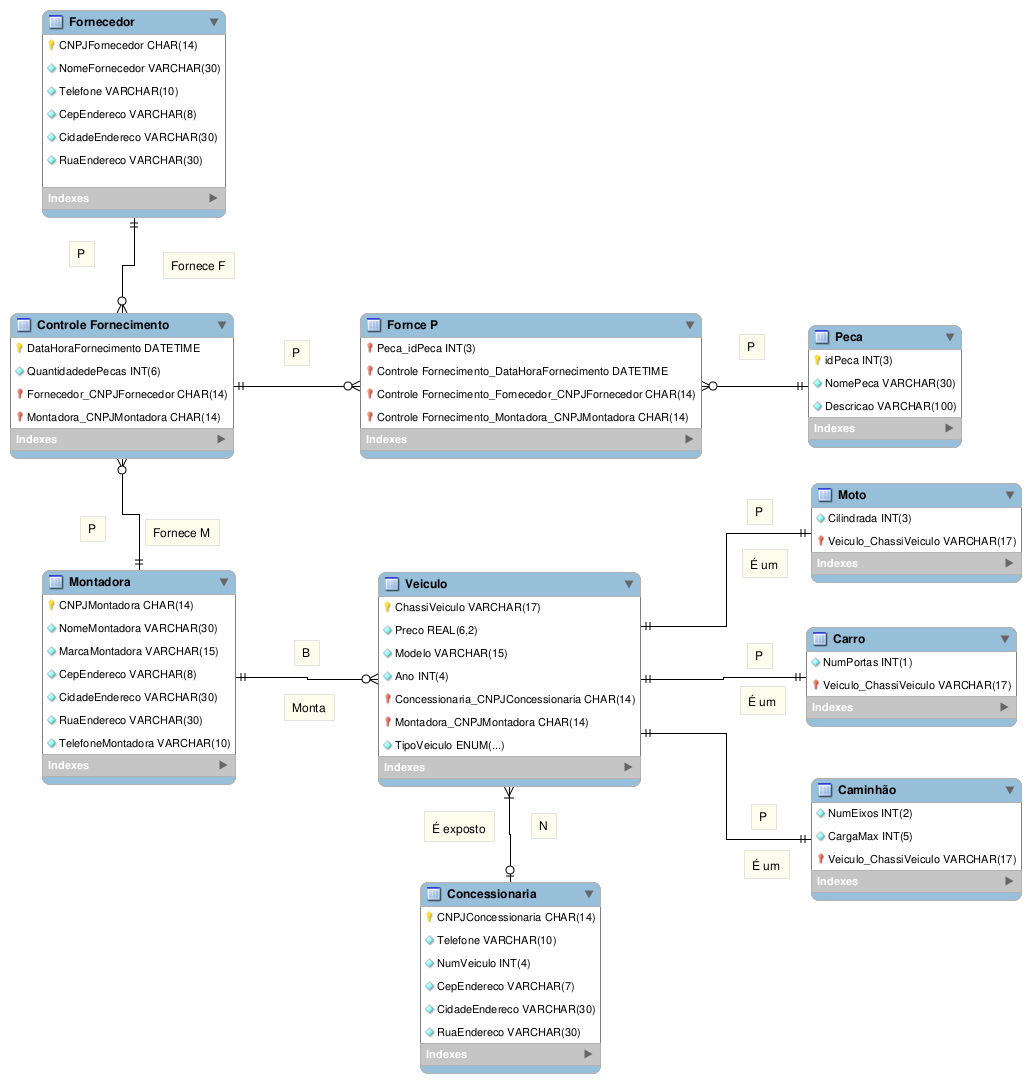 Fornecedor
CNPJFornecedor CHAR(14)
NomeFornecedor VARCHAR(30)
Telefone VARCHAR(10)
CepEndereco VARCHAR(8)
CidadeEndereco VARCHAR(30)
RuaEndereco VARCHAR(30)
Indexes
P
Fornece F
Controle Fornecimento
DataHoraFornecimento DATETIME
QuantidadedePecas INT(6)
Fornecedor_CNPJFornecedor CHAR(14)
Montadora_CNPJMontadora CHAR(14)
Indexes
P
Fornce P
Peca_idPeca INT(3)
Controle Fornecimento_DataHoraFornecimento DATETIME
Controle Fornecimento_Fornecedor_CNPJFornecedor CHAR(14)
Controle Fornecimento_Montadora_CNPJMontadora CHAR(14)
Indexes
P
Peca
idPeca INT(3)
NomePeca VARCHAR(30)
Descricao VARCHAR(100)
Indexes
P
Fornece M
Montadora
CNPJMontadora CHAR(14)
NomeMontadora VARCHAR(30)
MarcaMontadora VARCHAR(15)
CepEndereco VARCHAR(8)
CidadeEndereco VARCHAR(30)
RuaEndereco VARCHAR(30)
TelefoneMontadora VARCHAR(10)
Indexes
B
Monta
Veiculo
ChassiVeiculo VARCHAR(17)
Preco REAL(6,2)
Modelo VARCHAR(15)
Ano INT(4)
Concessionaria_CNPJConcessionaria CHAR(14)
Montadora_CNPJMontadora CHAR(14)
TipoVeiculo ENUM(...)
Indexes
P
É um
Moto
Cilindrada INT(3)
Veiculo_ChassiVeiculo VARCHAR(17)
Indexes
P
É um
Carro
NumPortas INT(1)
Veiculo_ChassiVeiculo VARCHAR(17)
Indexes
P
É um
Caminhão
NumEixos INT(2)
CargaMax INT(5)
Veiculo_ChassiVeiculo VARCHAR(17)
Indexes
É exposto
N
Concessionaria
CNPJConcessionaria CHAR(14)
Telefone VARCHAR(10)
NumVeiculo INT(4)
CepEndereco VARCHAR(7)
CidadeEndereco VARCHAR(30)
RuaEndereco VARCHAR(30)
Indexes